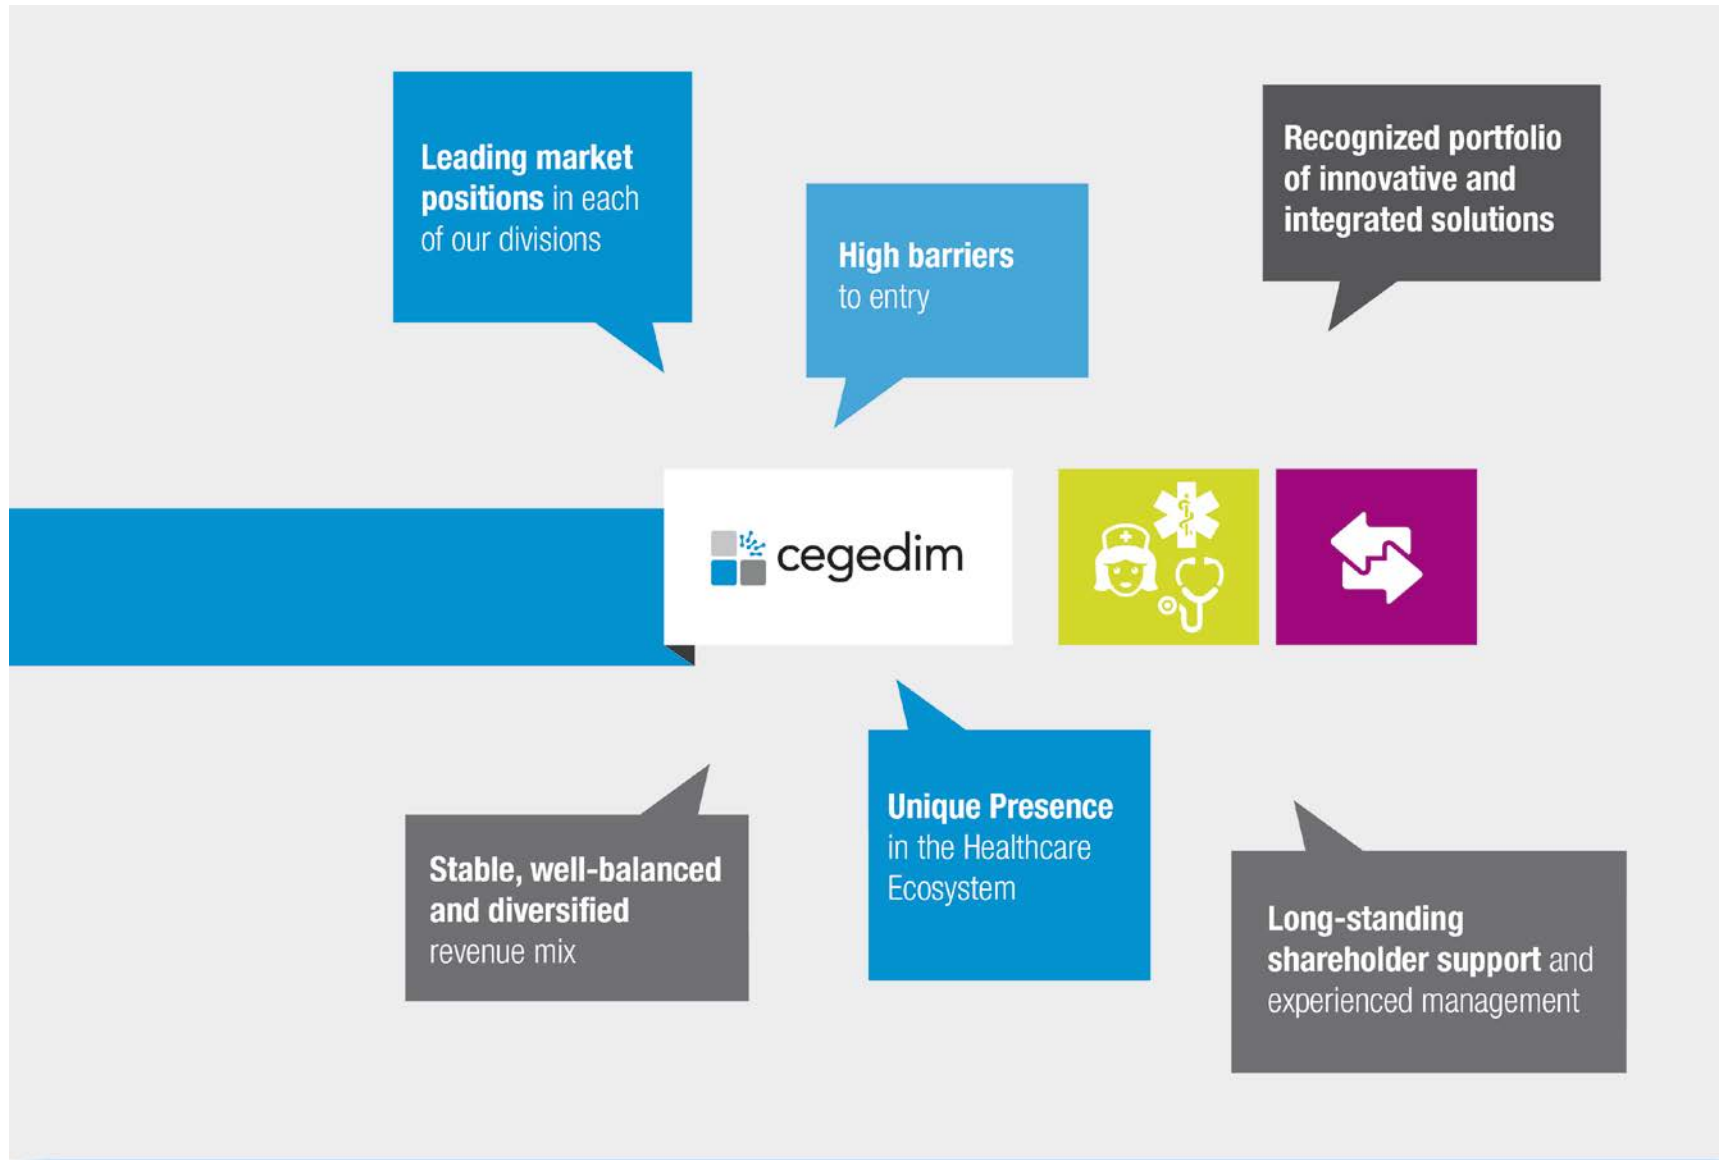 Leading market
positions in each
of our divisions
High barriers
to entry
Recognized portfolio
of innovative and
integrated solutions
cegedim
Stable, well-balanced
and diversified
revenue mix
Unique Presence
in the Healthcare
Ecosystem
Long-standing
shareholder support and
experienced management